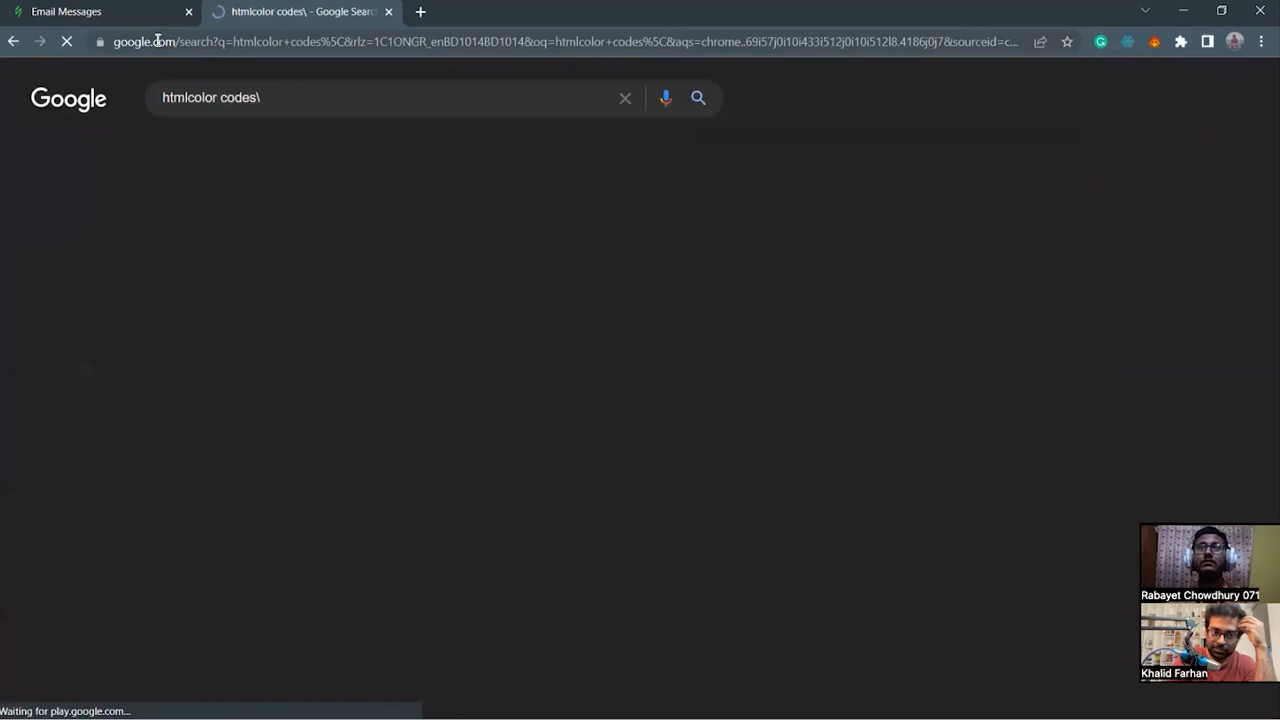 Email Messages
htmlcolor codes\ - Google Searc
google.com/search?q=htmlcolor+codes%5C&rlz=1C1ONGR_enBD1014BD1014&oq=htmlcolor+codes%5C&aqs=chrome..69i57j0i10i433i512j0i10i512l8.4186j0j7&sourceid=c...
Google
htmlcolor codes\
Rabayet Chowdhury 071
Khalid Farhan
Waiting for play.google.com...